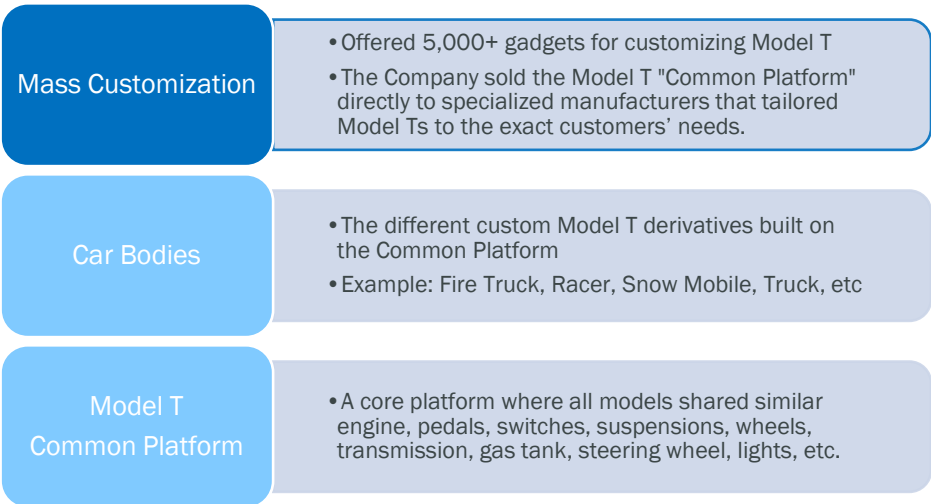 Mass Customization
•Offered 5,000+ gadgets for customizing Model T
•The Company sold the Model T "Common Platform"
directly to specialized manufacturers that tailored
Model Ts to the exact customers’ needs.
Car Bodies
•The different custom Model T derivatives built on
the Common Platform
•Example: Fire Truck, Racer, Snow Mobile, Truck, etc
Model T
Common Platform
•A core platform where all models shared similar
engine, pedals, switches, suspensions, wheels,
transmission, gas tank, steering wheel, lights, etc.